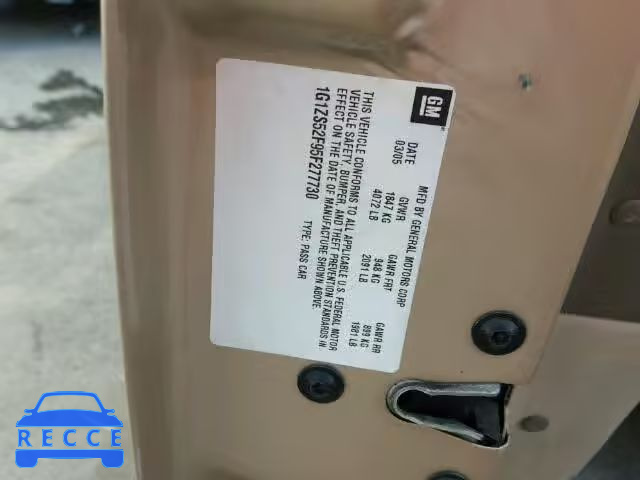 GM
MFD BY GENERAL MOTORS CORP
DATE GVWR GAWR FRT GAWR RR
03/05 1847 KG 948 KG 899 KG
4072 LB 2091 LB 1981 LB
THIS VEHICLE CONFORMS TO ALL APPLICABLE U.S. FEDERAL MOTOR
VEHICLE SAFETY, BUMPER, AND THEFT PREVENTION STANDARDS IN
EFFECT ON THE DATE OF MANUFACTURE SHOWN ABOVE.
1G1ZS52F95F277730 TYPE: PASS CAR
RECCE